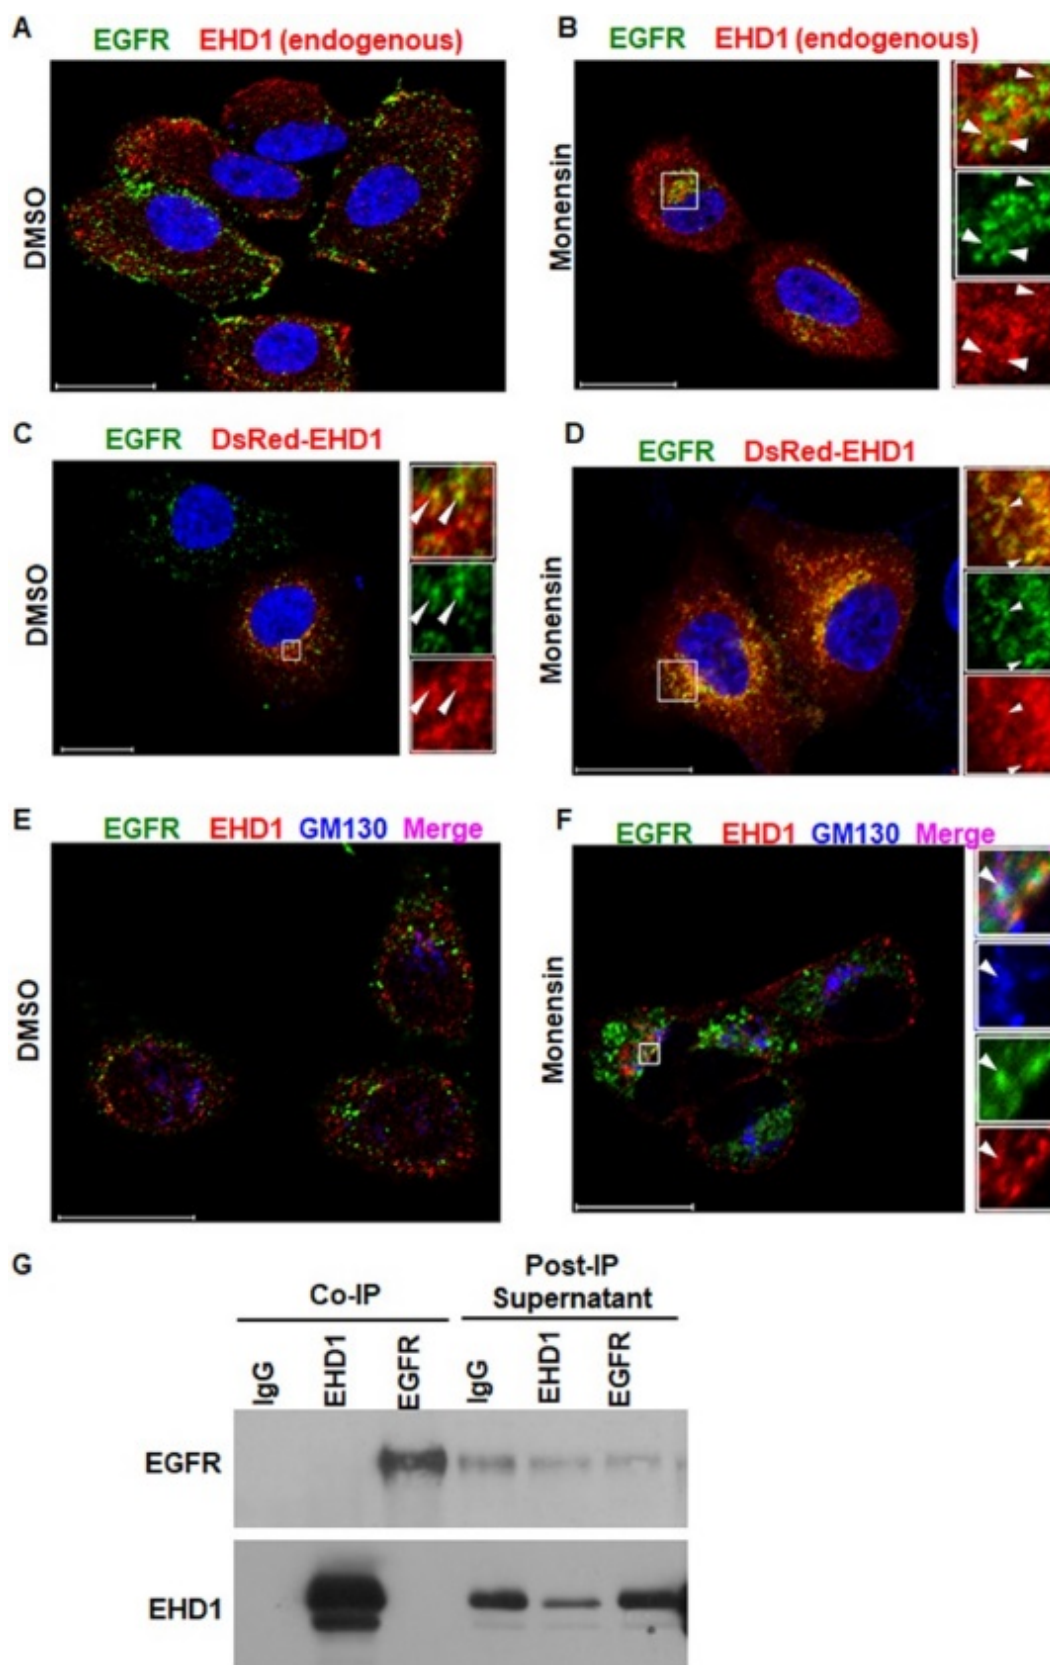 A
EGFR EHD1 (endogenous)
DMSO
B
EGFR EHD1 (endogenous)
Monensin
C
EGFR DsRed-EHD1
DMSO
D
EGFR DsRed-EHD1
Monensin
E
EGFR EHD1 GM130 Merge
DMSO
F
EGFR EHD1 GM130 Merge
Monensin
G
Co-IP
Post-IP
Supernatant
IgG EHD1 EGFR IgG EHD1 EGFR
EGFR
EHD1